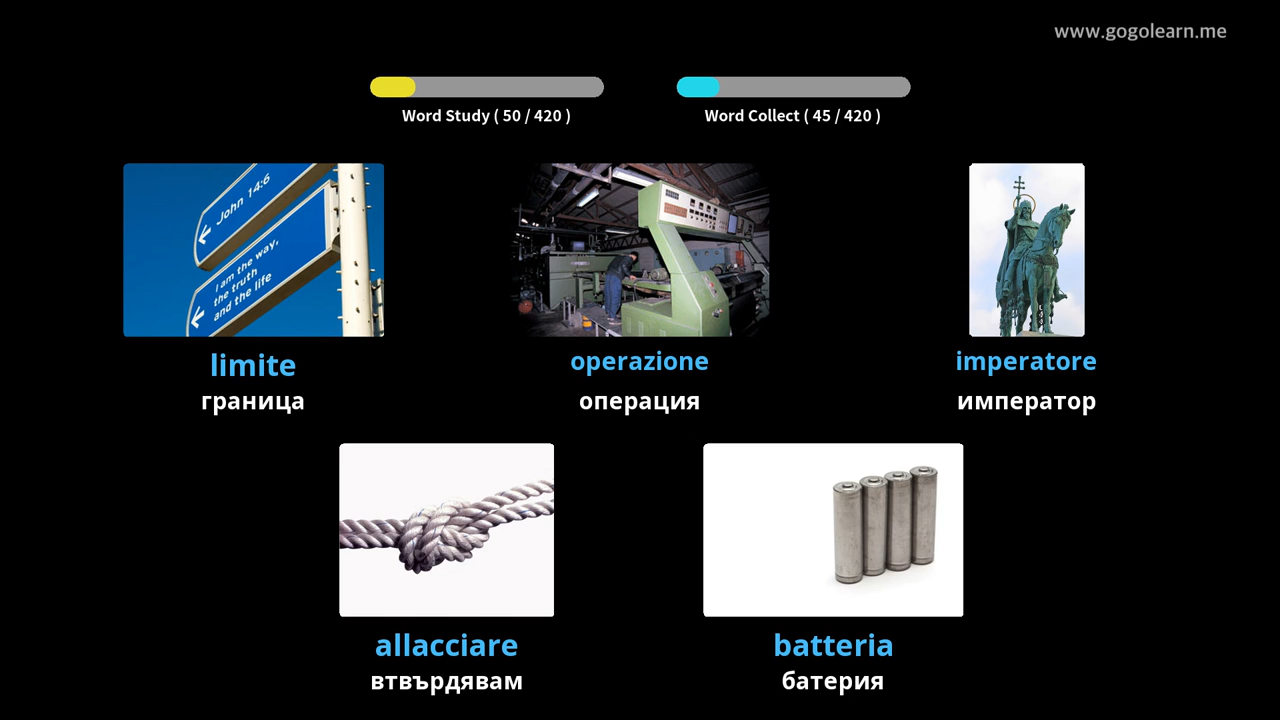 www.gogolearn.me
Word Study ( 50 / 420 )
Word Collect ( 45 / 420 )
John 14:6
I am the way,
the truth
and the life
limite
граница
operazione
операция
imperatore
император
allacciare
втвърдявам
batteria
батерия